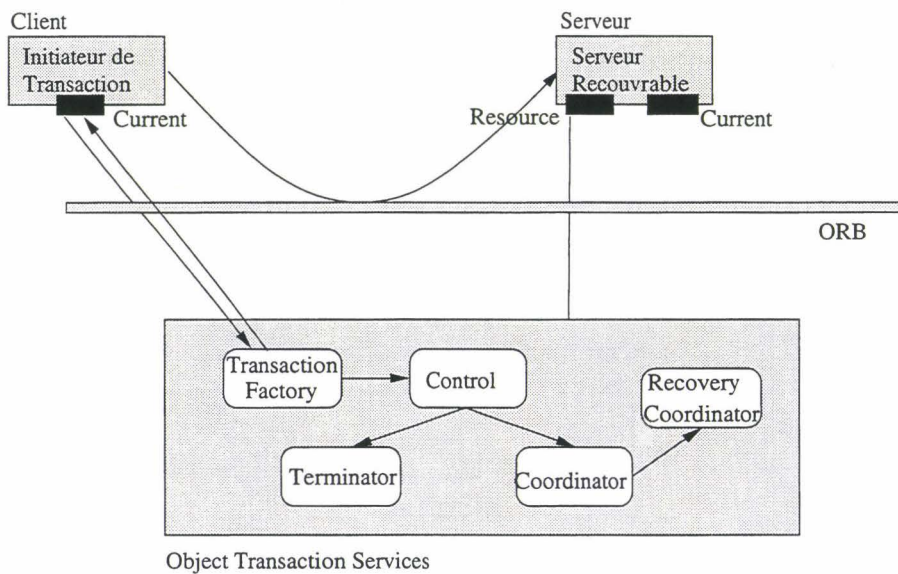 Client
Serveur
Initiateur de
Transaction
Serveur
Recouvrable
Current
Resource
Current
ORB
Transaction
Factory
Control
Recovery
Coordinator
Terminator
Coordinator
Object Transaction Services